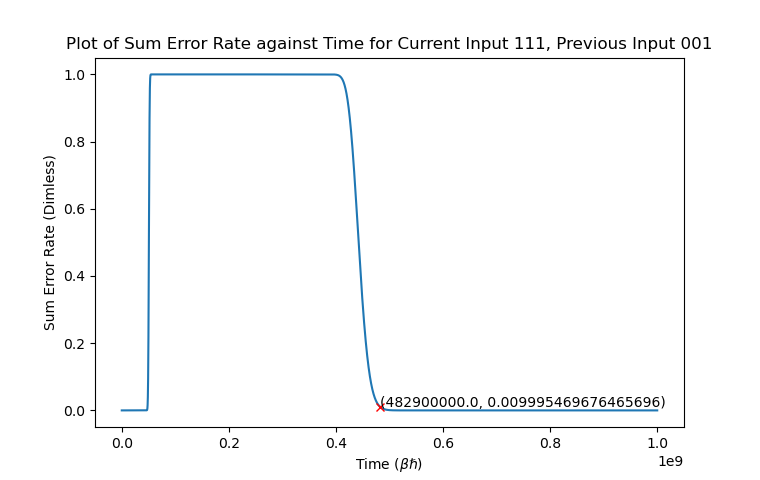 Plot of Sum Error Rate against Time for Current Input 111, Previous Input 001
1.0
0.8
0.6
0.4
0.2
0.0
Sum Error Rate (Dimless)
(482900000.0, 0.009995469676465696)
0.0 0.2 0.4 0.6 0.8 1.0
1e9
Time (βℏ)